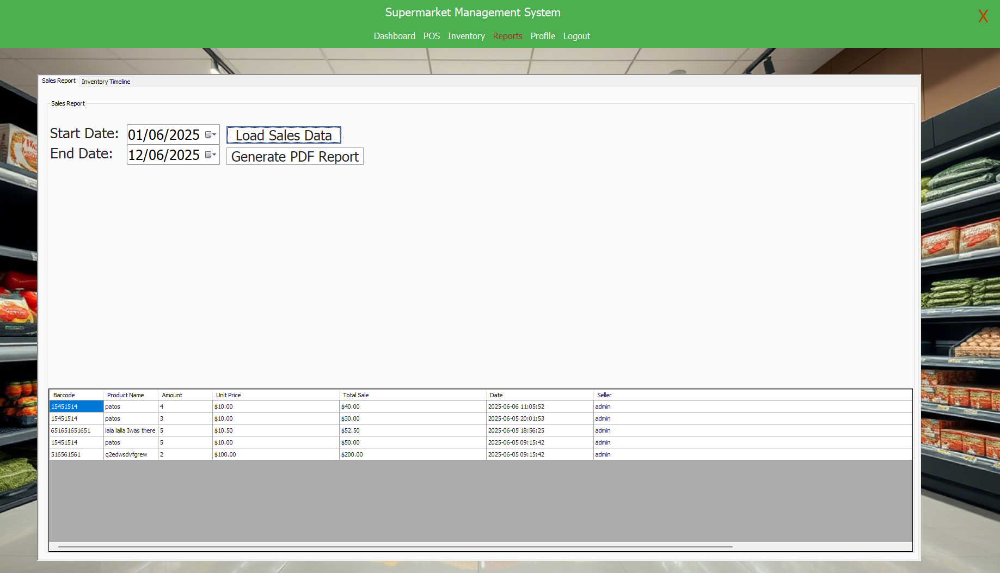 Supermarket Management System
X
Dashboard POS Inventory Reports Profile Logout
Sales Report Inventory Timeline
Sales Report
Start Date: 01/06/2025 Load Sales Data
End Date: 12/06/2025 Generate PDF Report
Barcode Product Name Amount Unit Price Total Sale Date Seller
15451514 patos 4 $10.00 $40.00 2025-06-06 11:05:52 admin
15451514 patos 3 $10.00 $30.00 2025-06-05 20:01:53 admin
651651651651 lala lalla Iwas there 5 $10.50 $52.50 2025-06-05 18:56:25 admin
15451514 patos 5 $10.00 $50.00 2025-06-05 09:15:42 admin
516561561 q2edwsdvfgrew 2 $100.00 $200.00 2025-06-05 09:15:42 admin